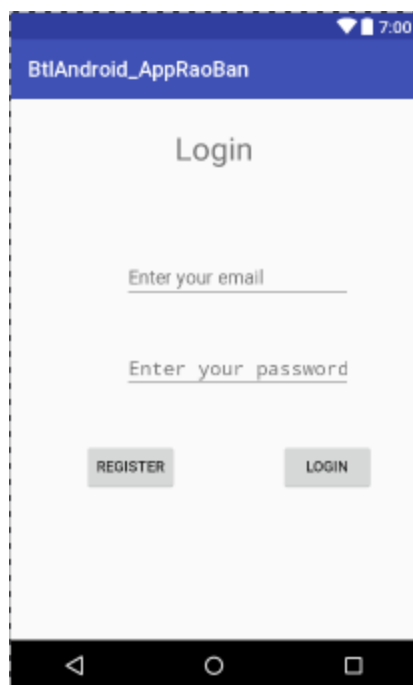 7:00
BtlAndroid_AppRaoBan
Login
Enter your email
Enter your password
REGISTER LOGIN